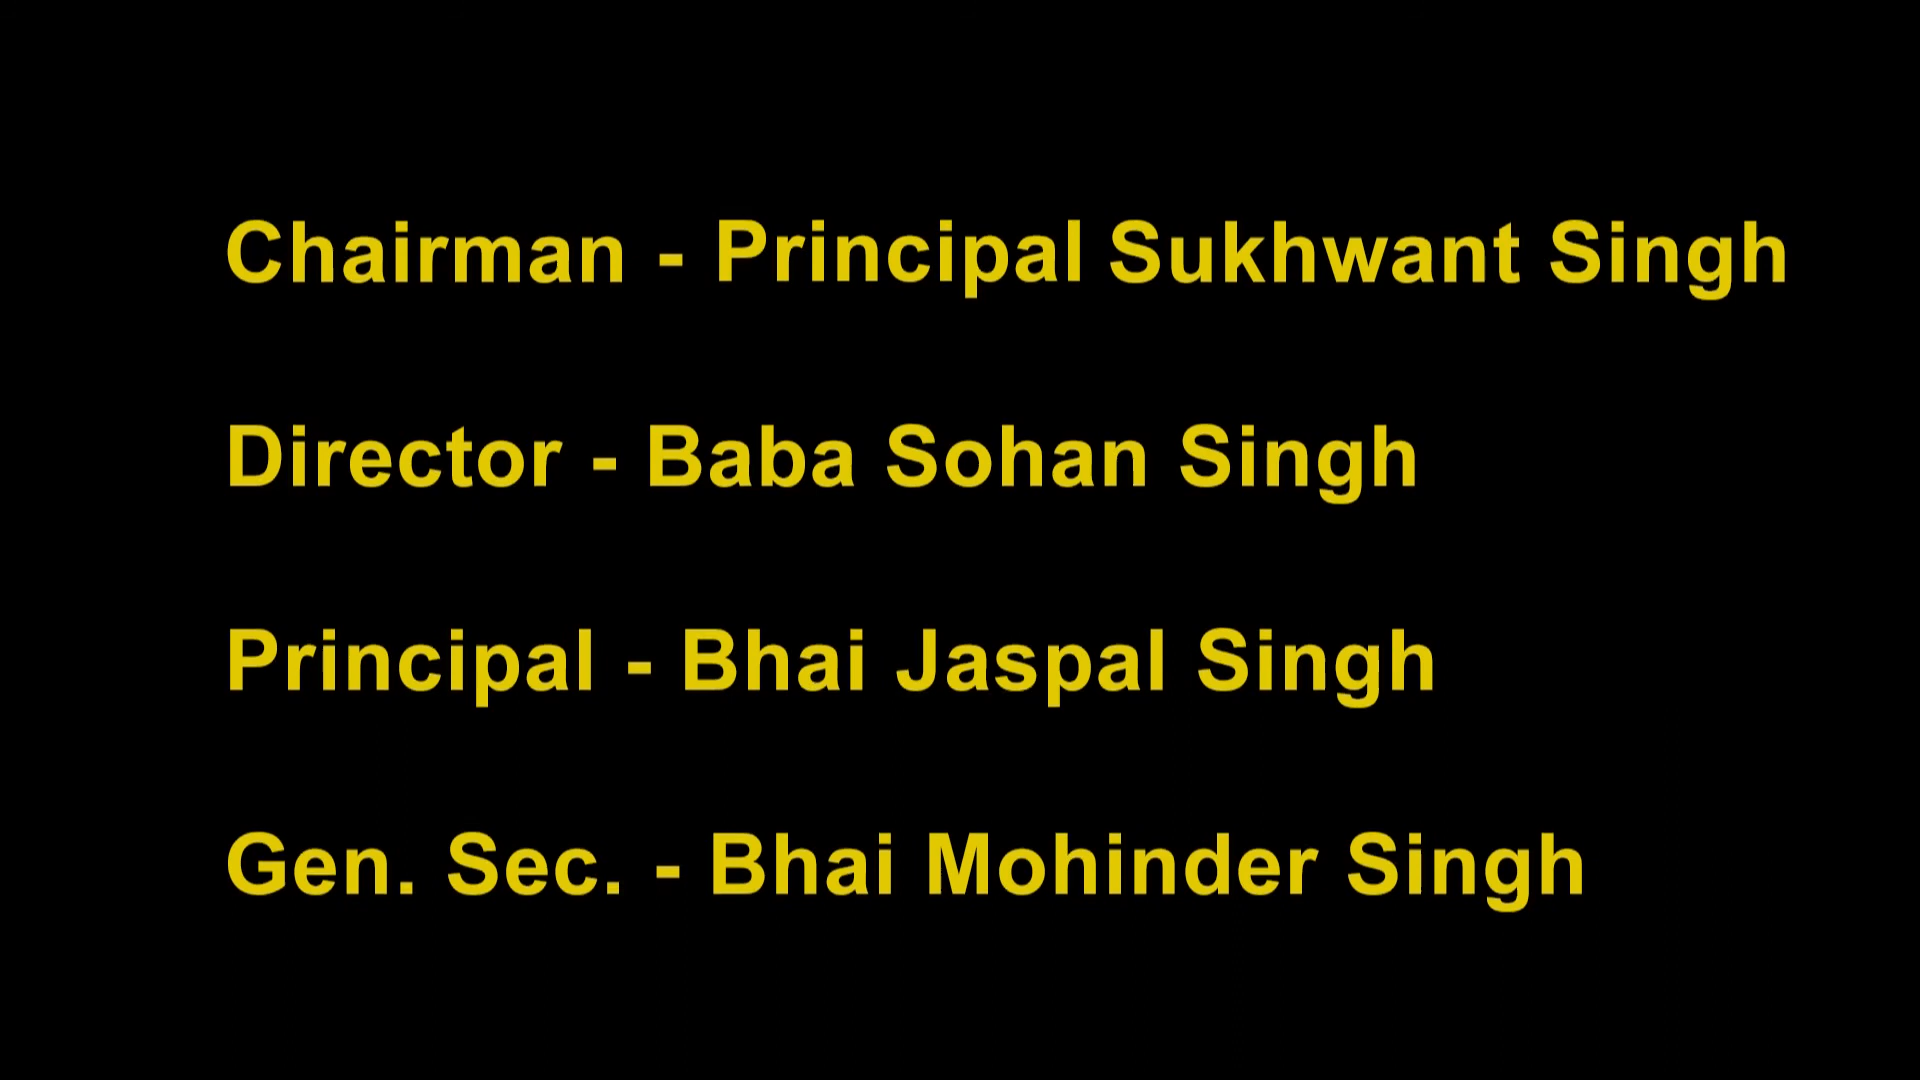 Chairman - Principal Sukhwant Singh
Director - Baba Sohan Singh
Principal - Bhai Jaspal Singh
Gen. Sec. - Bhai Mohinder Singh